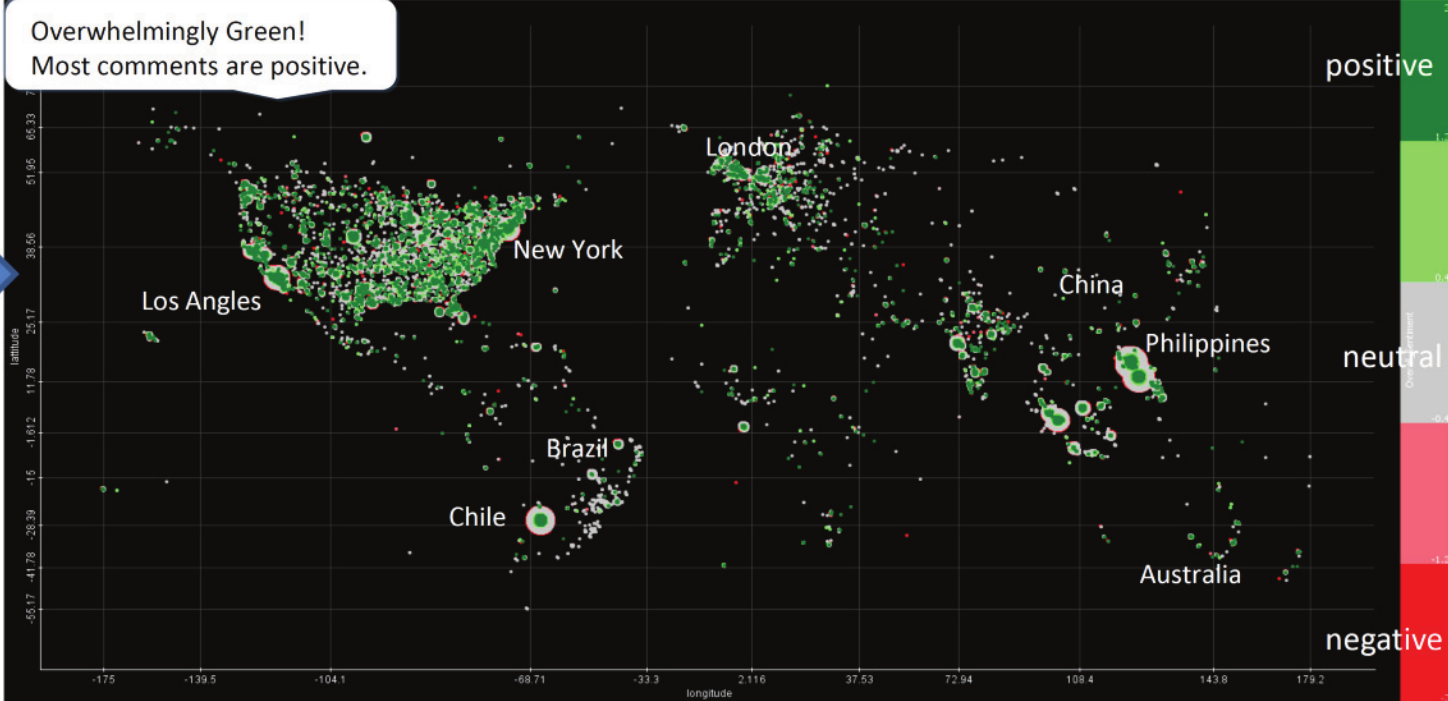 Overwhelmingly Green!
Most comments are positive.
positive
London
New York
Los Angles
China
Philippines
neutral
Brazil
Chile
Australia
negative
lattitude
65.33
51.95
38.56
25.17
11.78
-1.612
-15
-28.39
-41.78
-55.17
-175
-139.5
-104.1
-68.71
-33.3
2.116
37.53
72.94
108.4
143.8
179.2
longitude